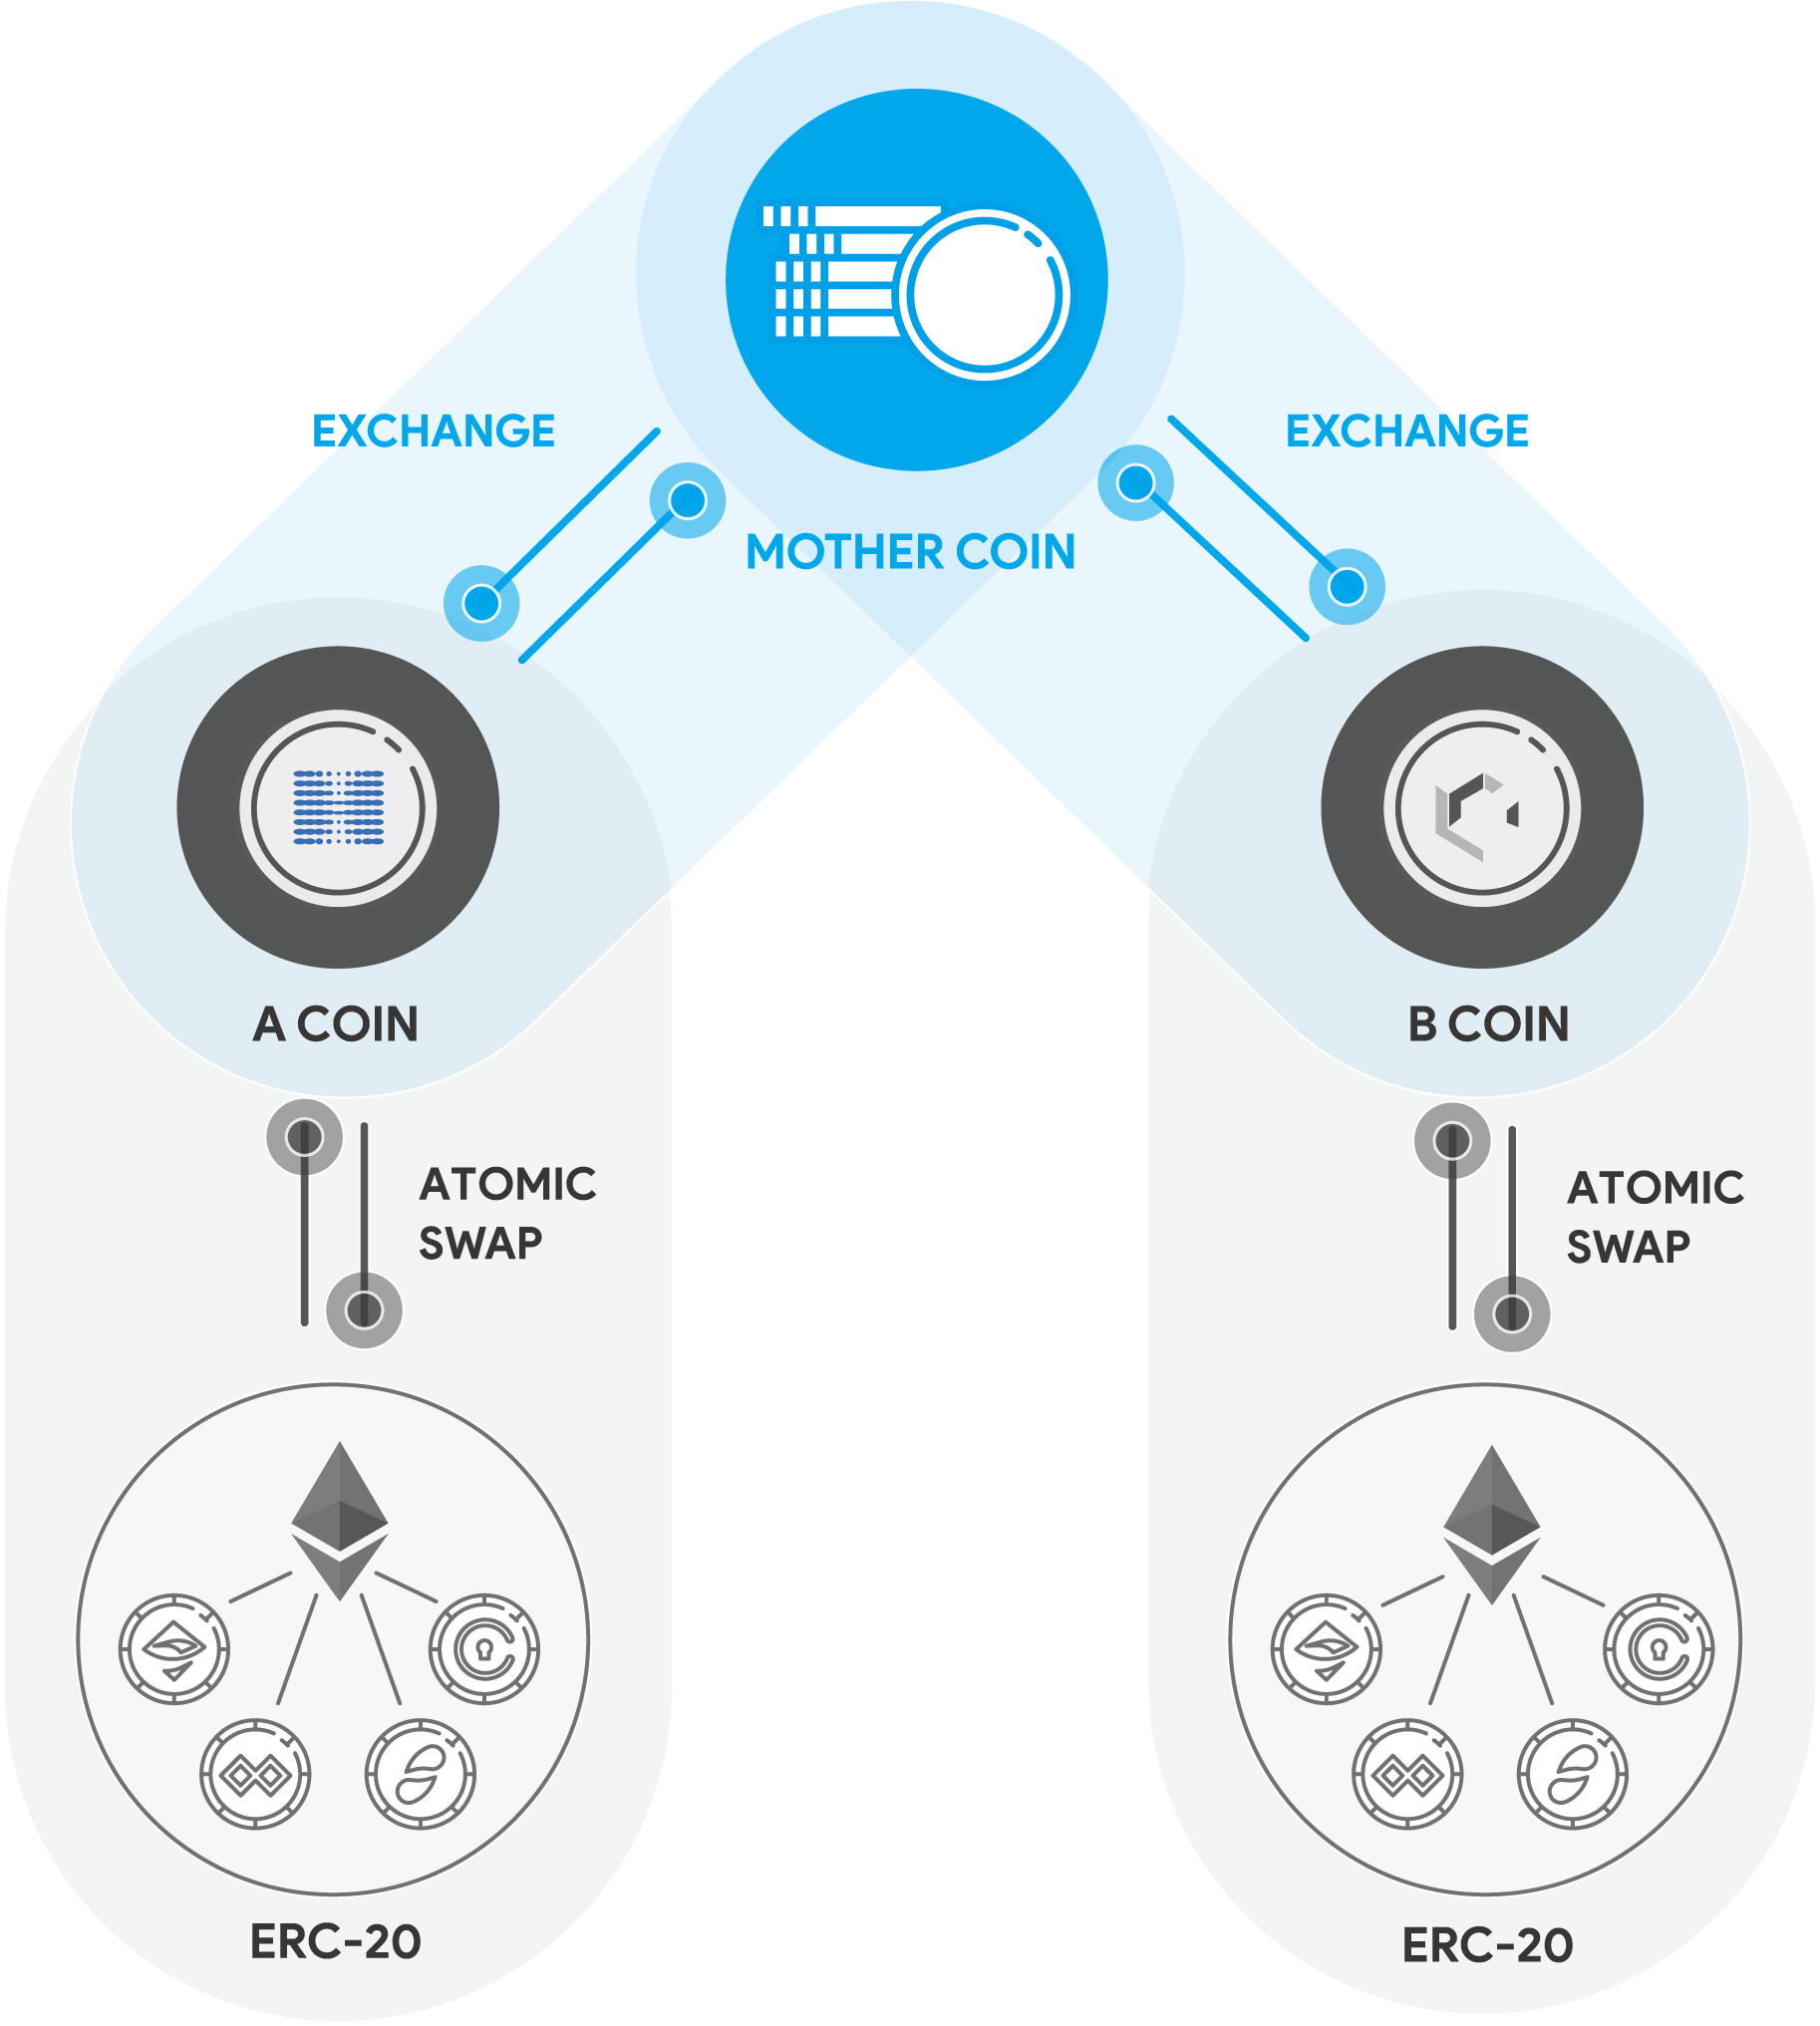 EXCHANGE
EXCHANGE
MOTHER COIN
A COIN
B COIN
ATOMIC
SWAP
ATOMIC
SWAP
ERC-20
ERC-20